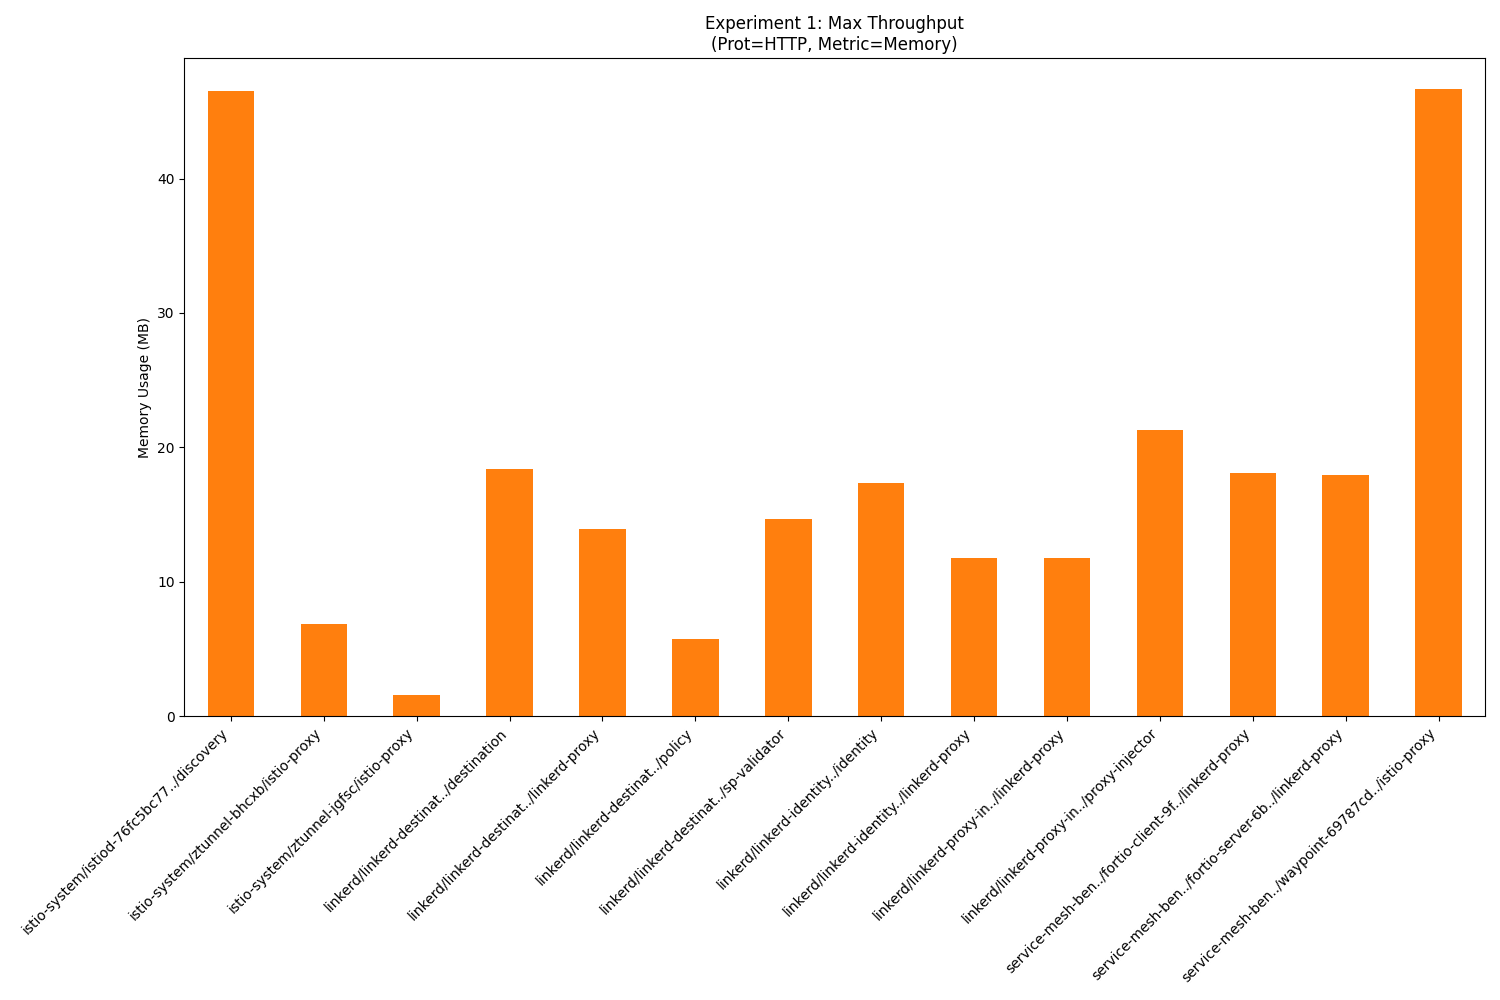 Experiment 1: Max Throughput
(Prot=HTTP, Metric=Memory)
Memory Usage (MB)
40
30
20
10
0
istio-system/istiod-76fc5bc77../discovery
istio-system/ztunnel-bhcxb/istio-proxy
istio-system/ztunnel-jgfsc/istio-proxy
linkerd/linkerd-destinat../destination
linkerd/linkerd-destinat../linkerd-proxy
linkerd/linkerd-destinat../policy
linkerd/linkerd-destinat../sp-validator
linkerd/linkerd-identity../identity
linkerd/linkerd-identity../linkerd-proxy
linkerd/linkerd-proxy-in../linkerd-proxy
linkerd/linkerd-proxy-in../proxy-injector
service-mesh-ben../fortio-client-9f../linkerd-proxy
service-mesh-ben../fortio-server-6b../linkerd-proxy
service-mesh-ben../waypoint-69787cd../istio-proxy